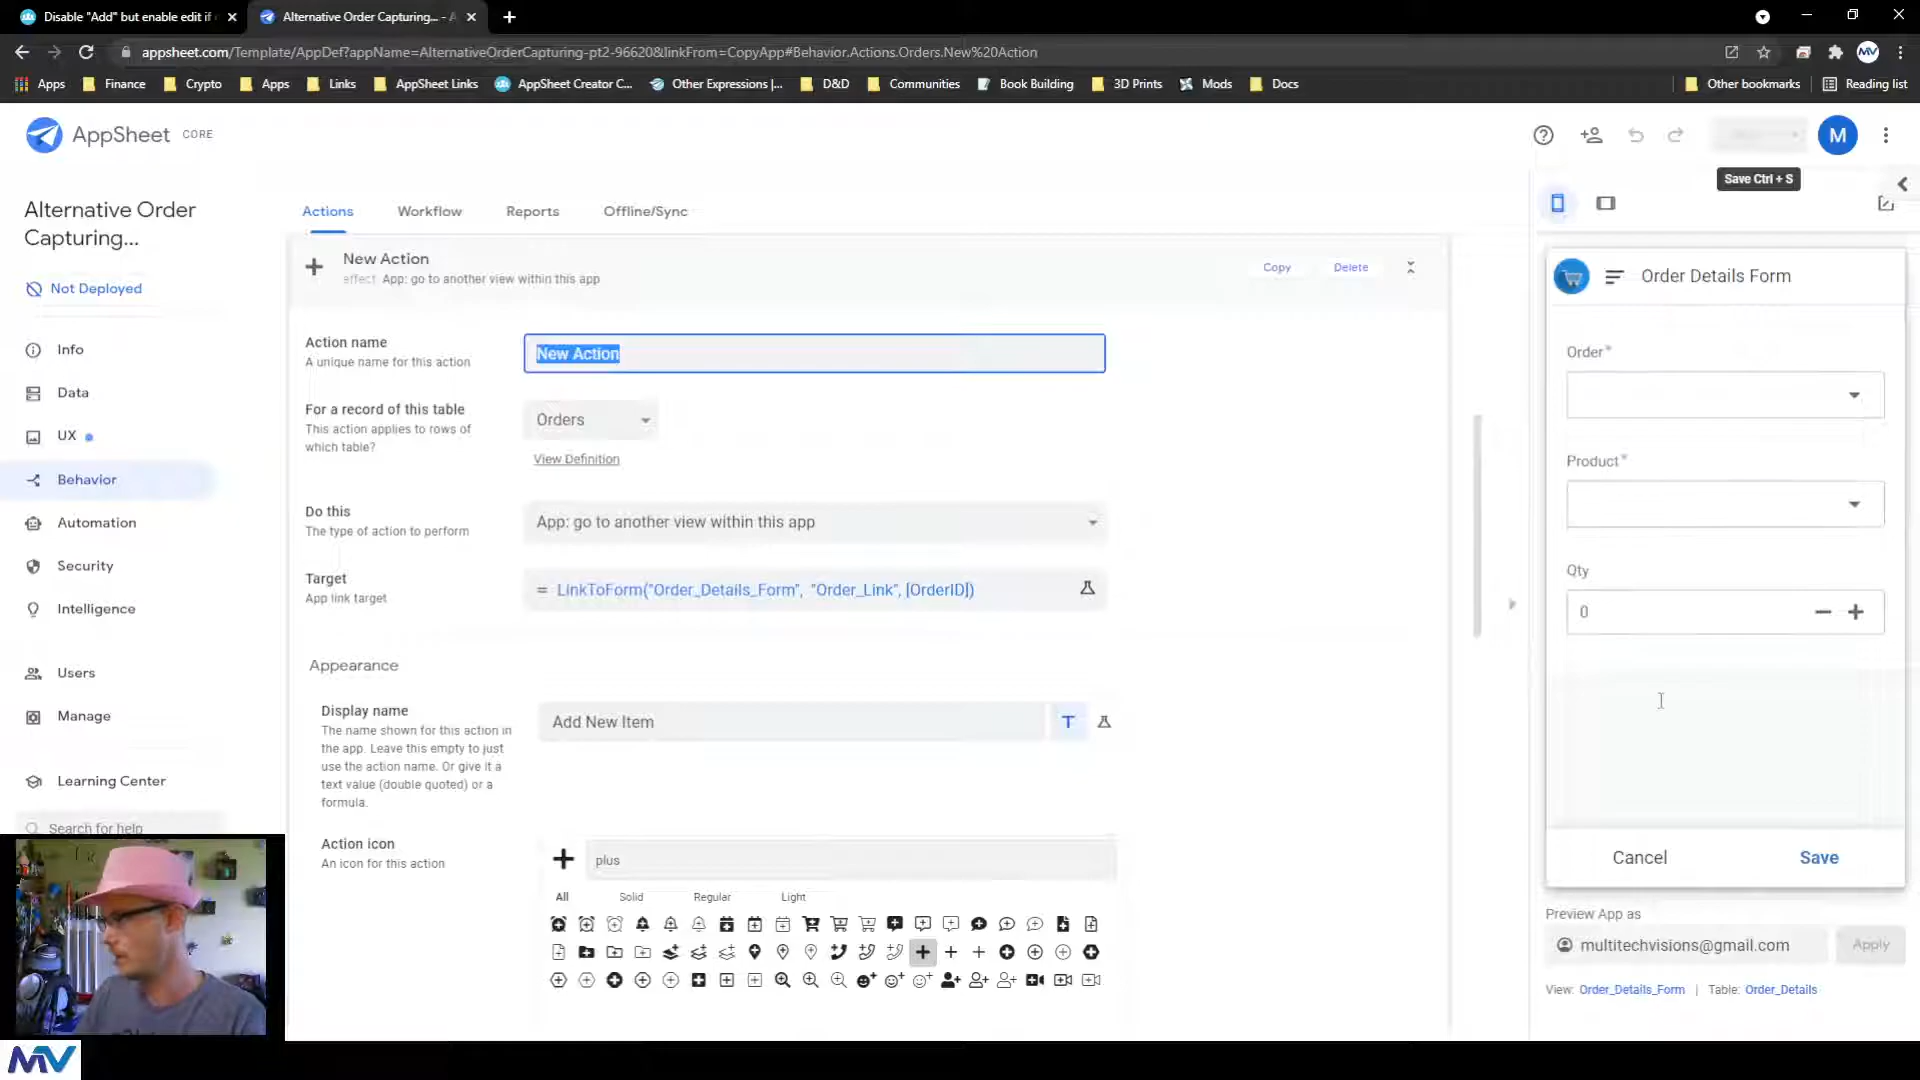 Disable "Add" but enable edit if
Alternative Order Capturing... - A
appsheet.com/Template/AppDef?appName=AlternativeOrderCapturing-pt2-96620&linkFrom=CopyApp#Behavior.Actions.Orders.New%20Action
MV
Apps
Finance
Crypto
Apps
Links
AppSheet Links
AppSheet Creator C...
Other Expressions |...
D&D
Communities
Book Building
3D Prints
Mods
Docs
Other bookmarks
Reading list
AppSheet CORE
M
Save Ctrl + S
Alternative Order
Capturing...
Not Deployed
Info
Data
UX
Behavior
Automation
Security
Intelligence
Users
Manage
Learning Center
Search for help
Actions
Workflow
Reports
Offline/Sync
New Action
effect App: go to another view within this app
Copy
Delete
Action name
A unique name for this action
New Action
For a record of this table
This action applies to rows of
which table?
Orders
View Definition
Do this
The type of action to perform
App: go to another view within this app
Target
App link target
= LinkToForm("Order_Details_Form", "Order_Link", [OrderID])
Appearance
Display name
The name shown for this action in
the app. Leave this empty to just
use the action name. Or give it a
text value (double quoted) or a
formula.
Add New Item
T
Action icon
An icon for this action
plus
All
Solid
Regular
Light
Order Details Form
Order*
Product*
Qty
0
Cancel
Save
Preview App as
multitechvisions@gmail.com
Apply
View: Order_Details_Form | Table: Order_Details
MV